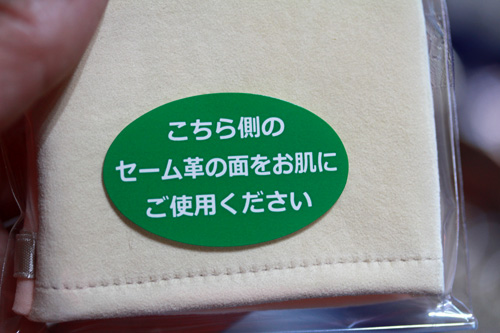 こちら側の
セーム革の面をお肌に
ご使用ください